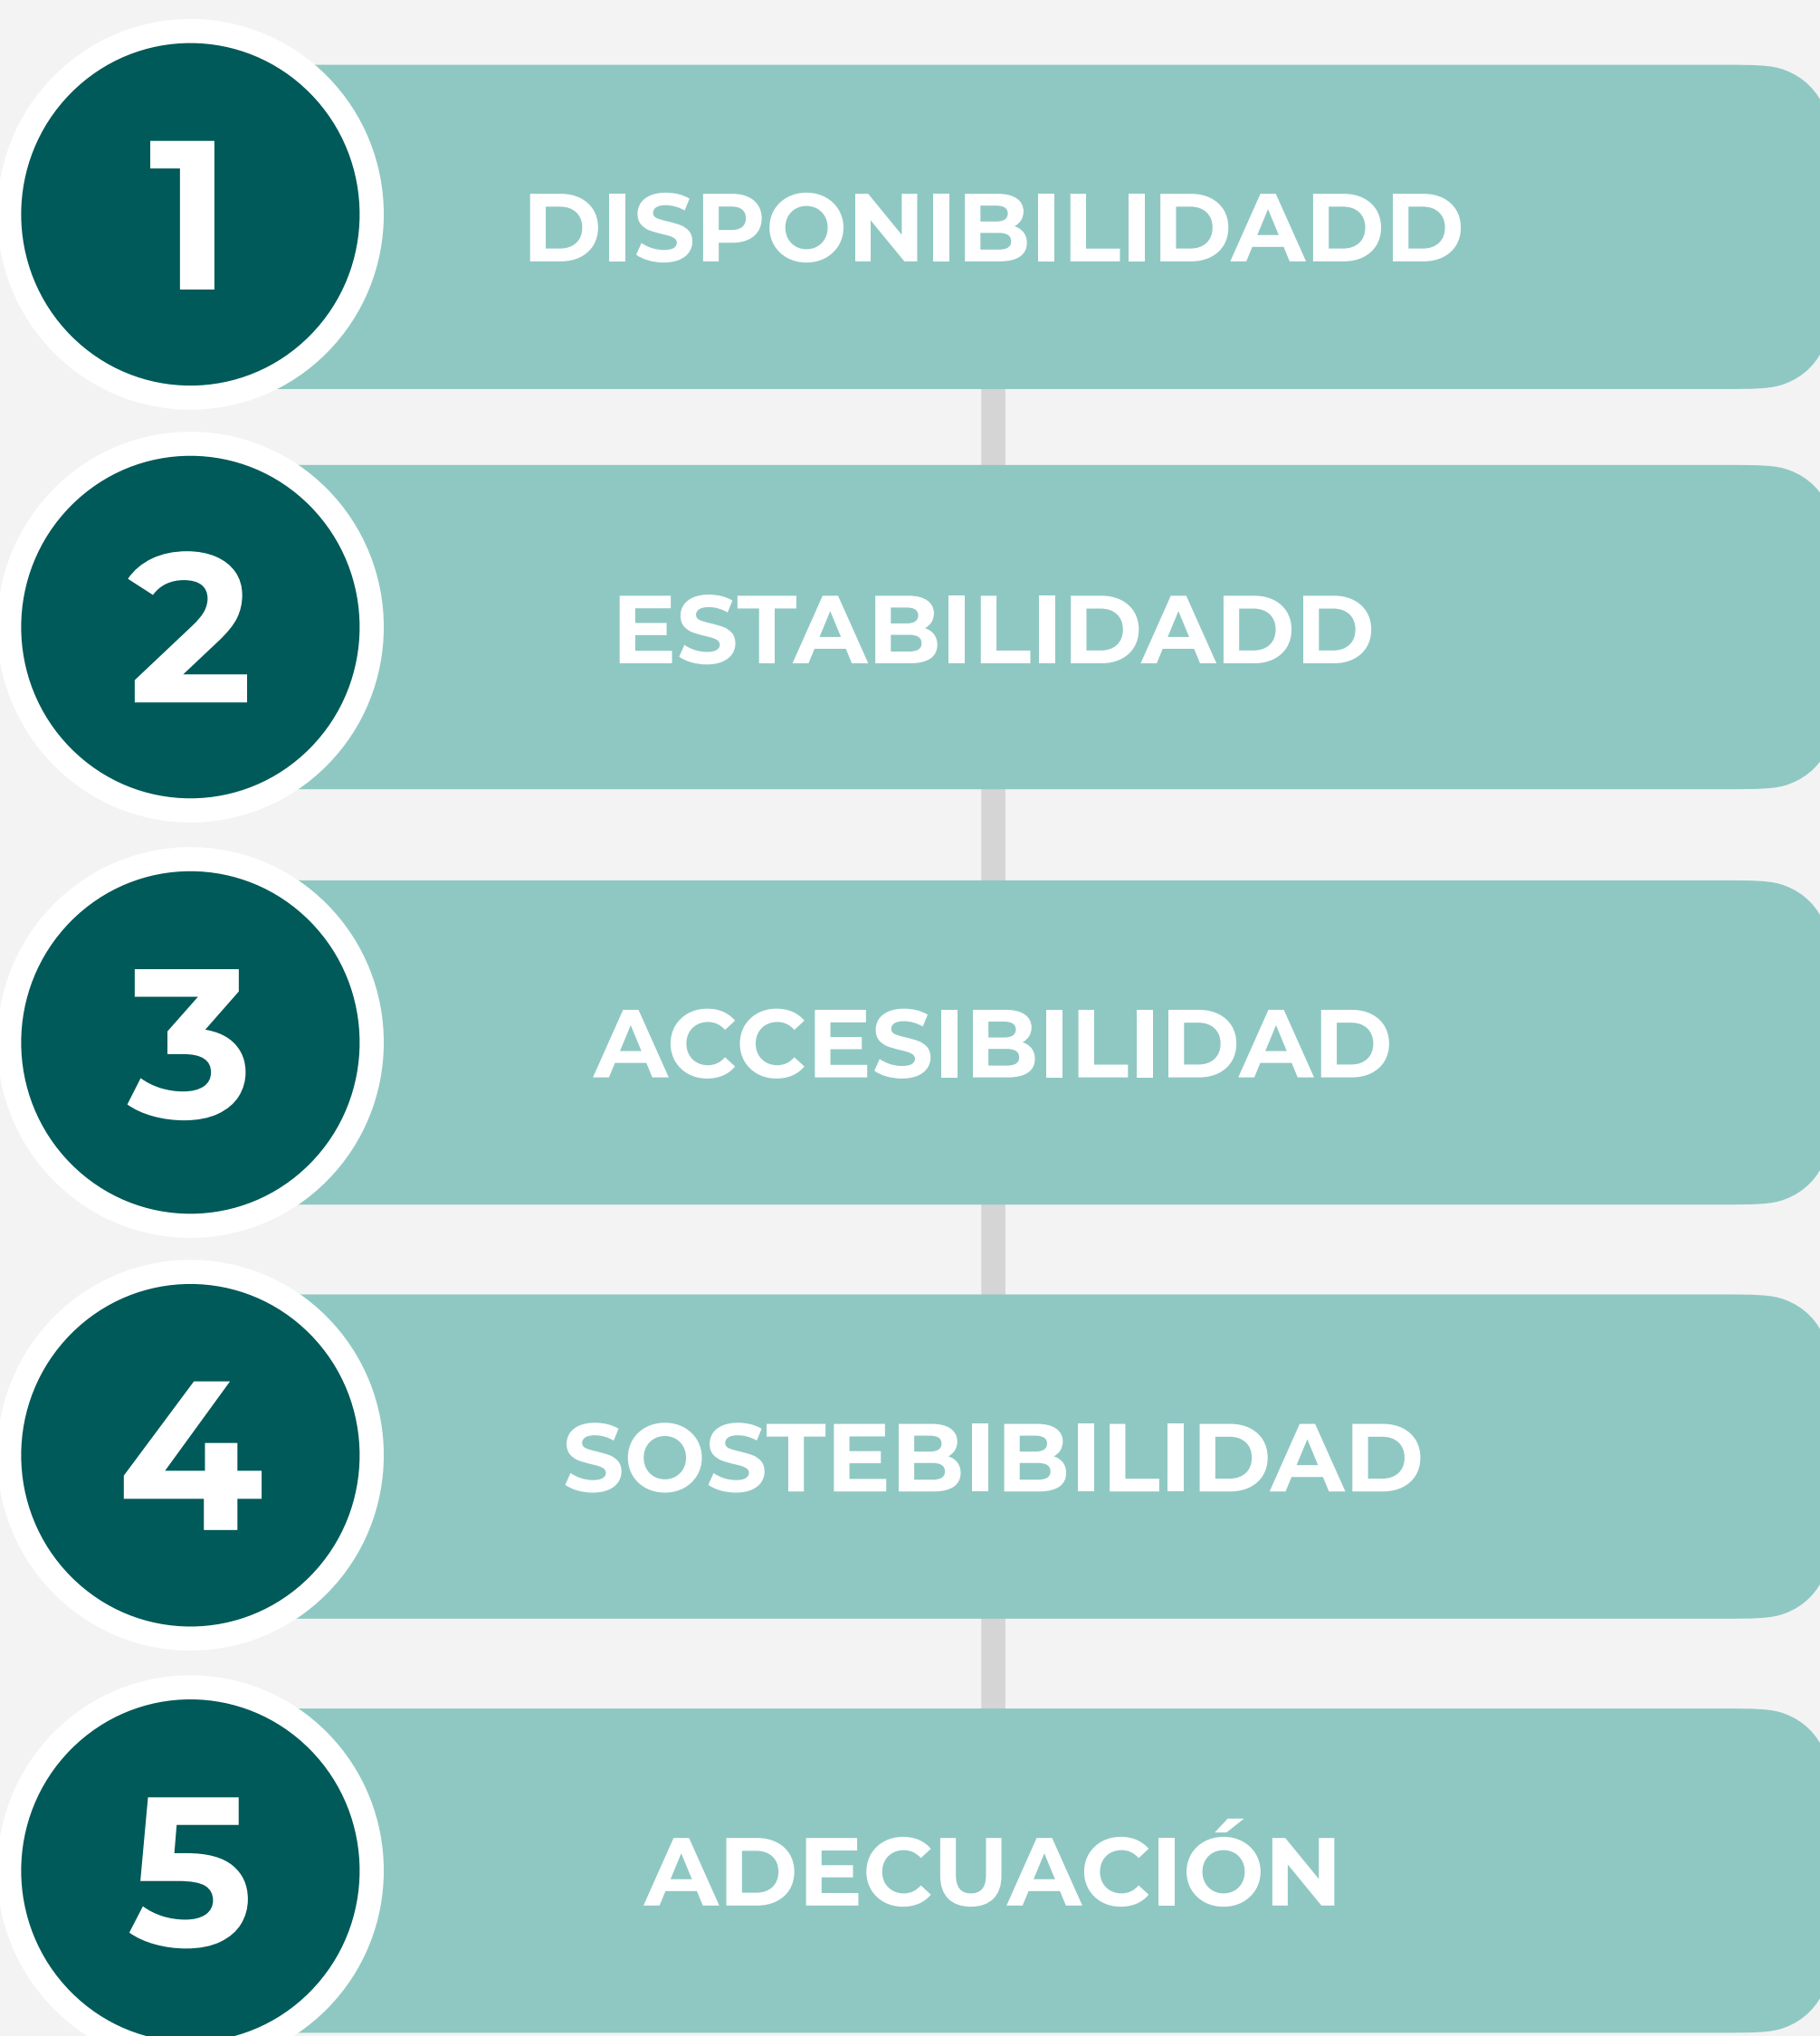 1
DISPONIBILIDADD
2
ESTABILIDADD
3
ACCESIBILIDAD
4
SOSTEBIBILIDAD
5
ADECUACIÓN